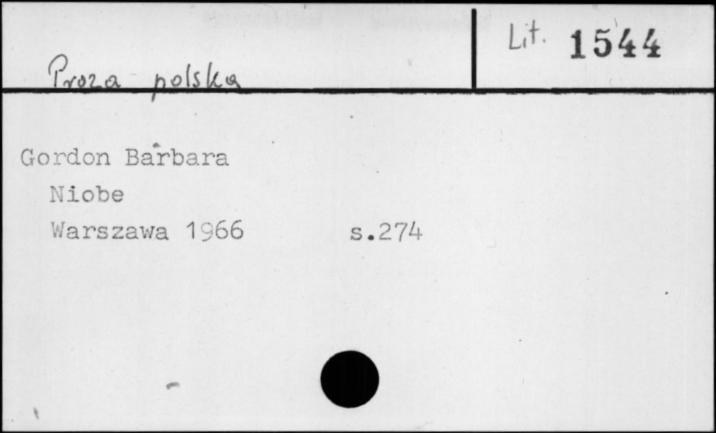 Lit. 1544
Proza polska
Gordon Barbara
Niobe
Warszawa 1966 s.274